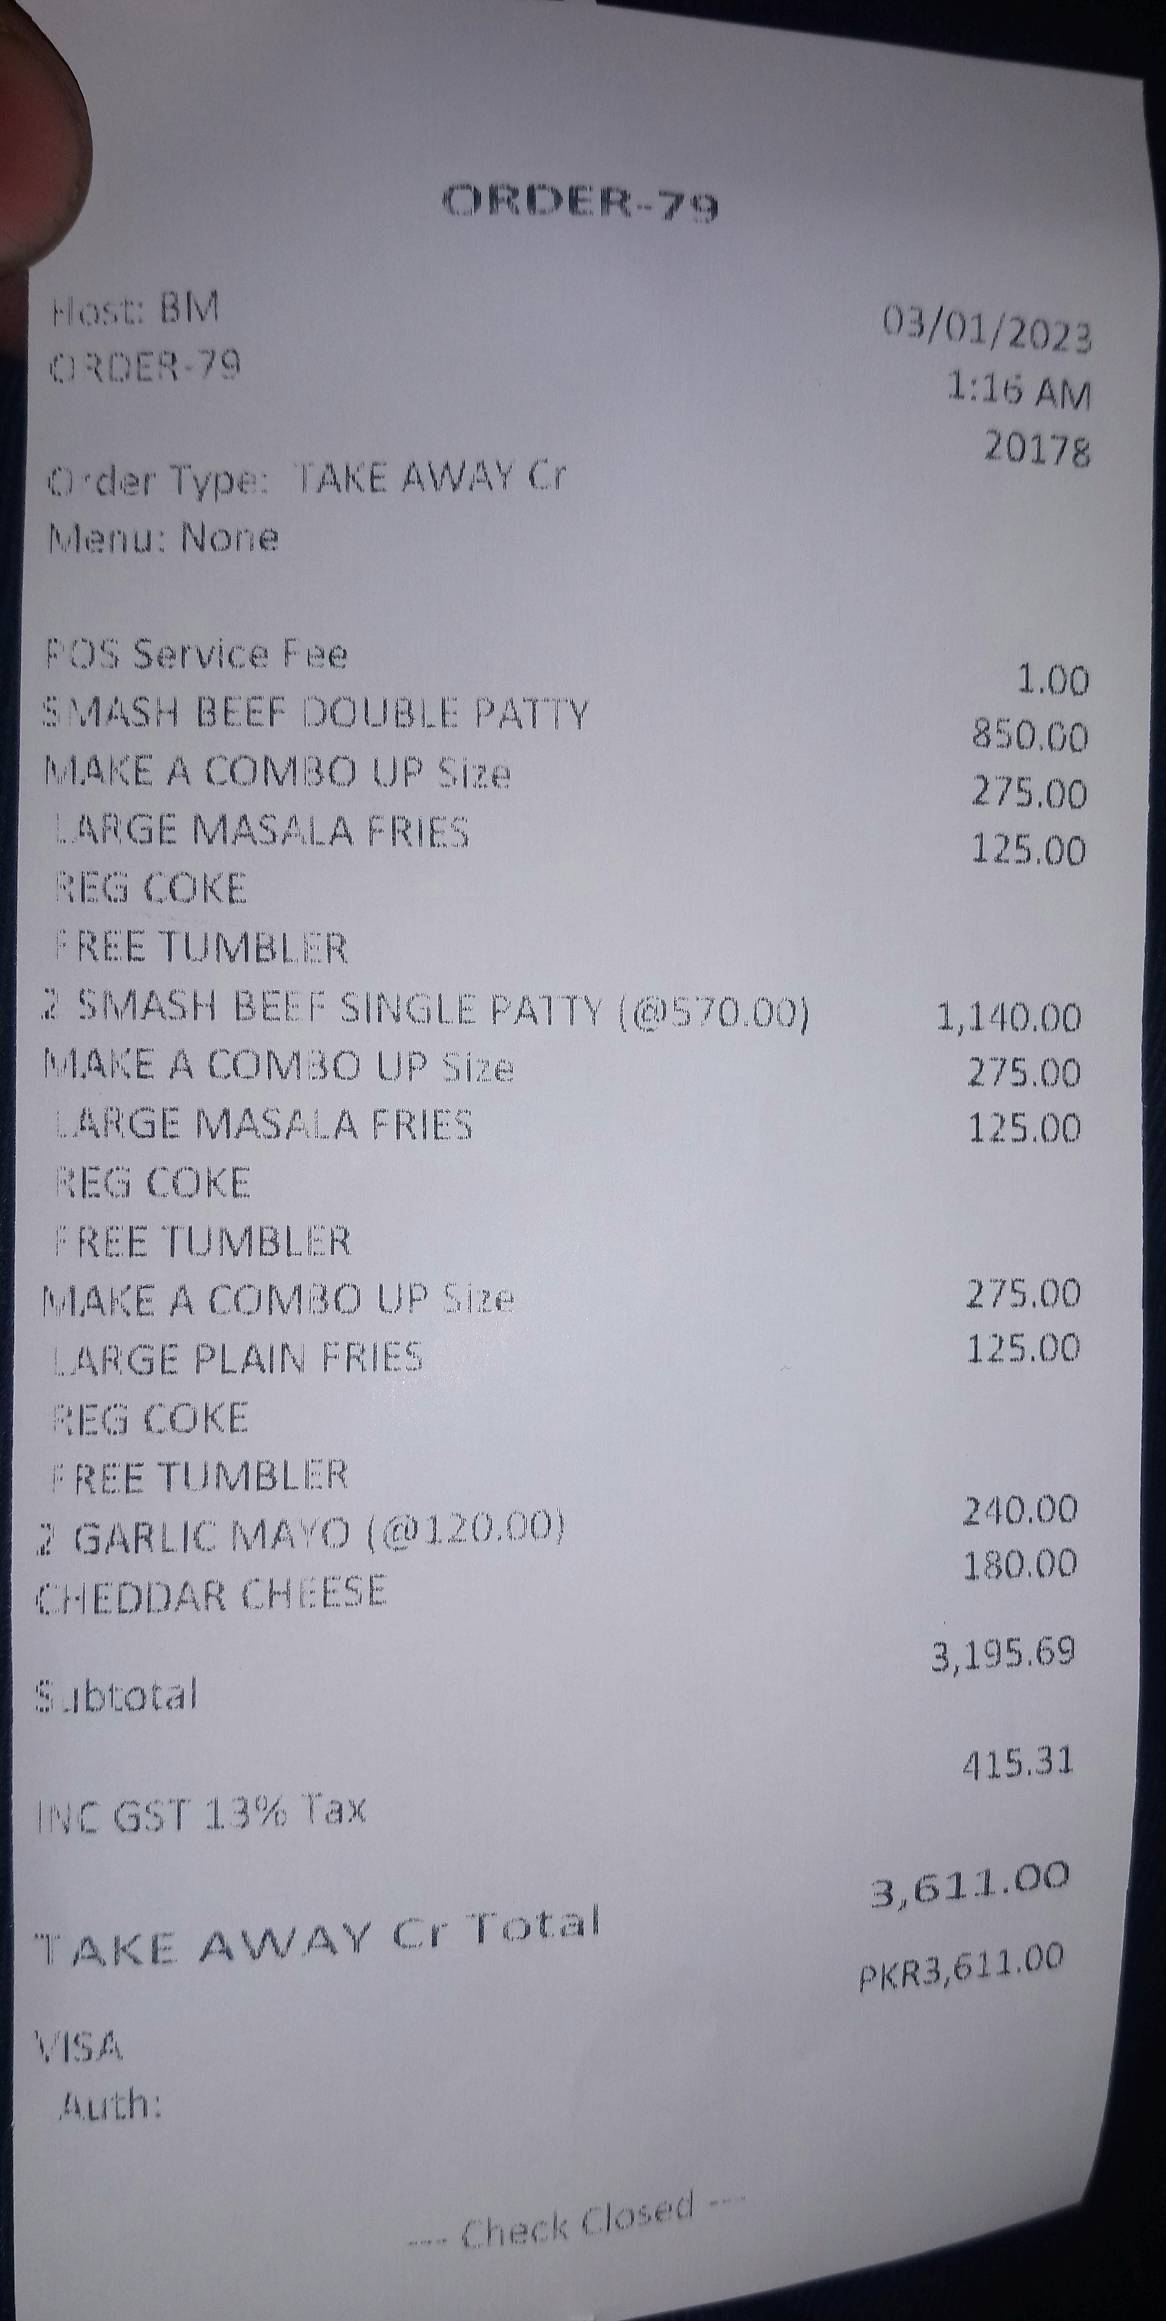 ORDER-79
Host: BM 03/01/2023
ORDER-79 1:16 AM
20178
Order Type: TAKE AWAY Cr
Menu: None
POS Service Fee 1.00
SMASH BEEF DOUBLE PATTY 850.00
MAKE A COMBO UP Size 275.00
LARGE MASALA FRIES 125.00
REG COKE
FREE TUMBLER
2 SMASH BEEF SINGLE PATTY (@570.00) 1,140.00
MAKE A COMBO UP Size 275.00
LARGE MASALA FRIES 125.00
REG COKE
FREE TUMBLER
MAKE A COMBO UP Size 275.00
LARGE PLAIN FRIES 125.00
REG COKE
FREE TUMBLER
2 GARLIC MAYO (@120.00) 240.00
CHEDDAR CHEESE 180.00
Subtotal 3,195.69
INC GST 13% Tax 415.31
TAKE AWAY Cr Total 3,611.00
VISA PKR3,611.00
Auth:
--- Check Closed ---